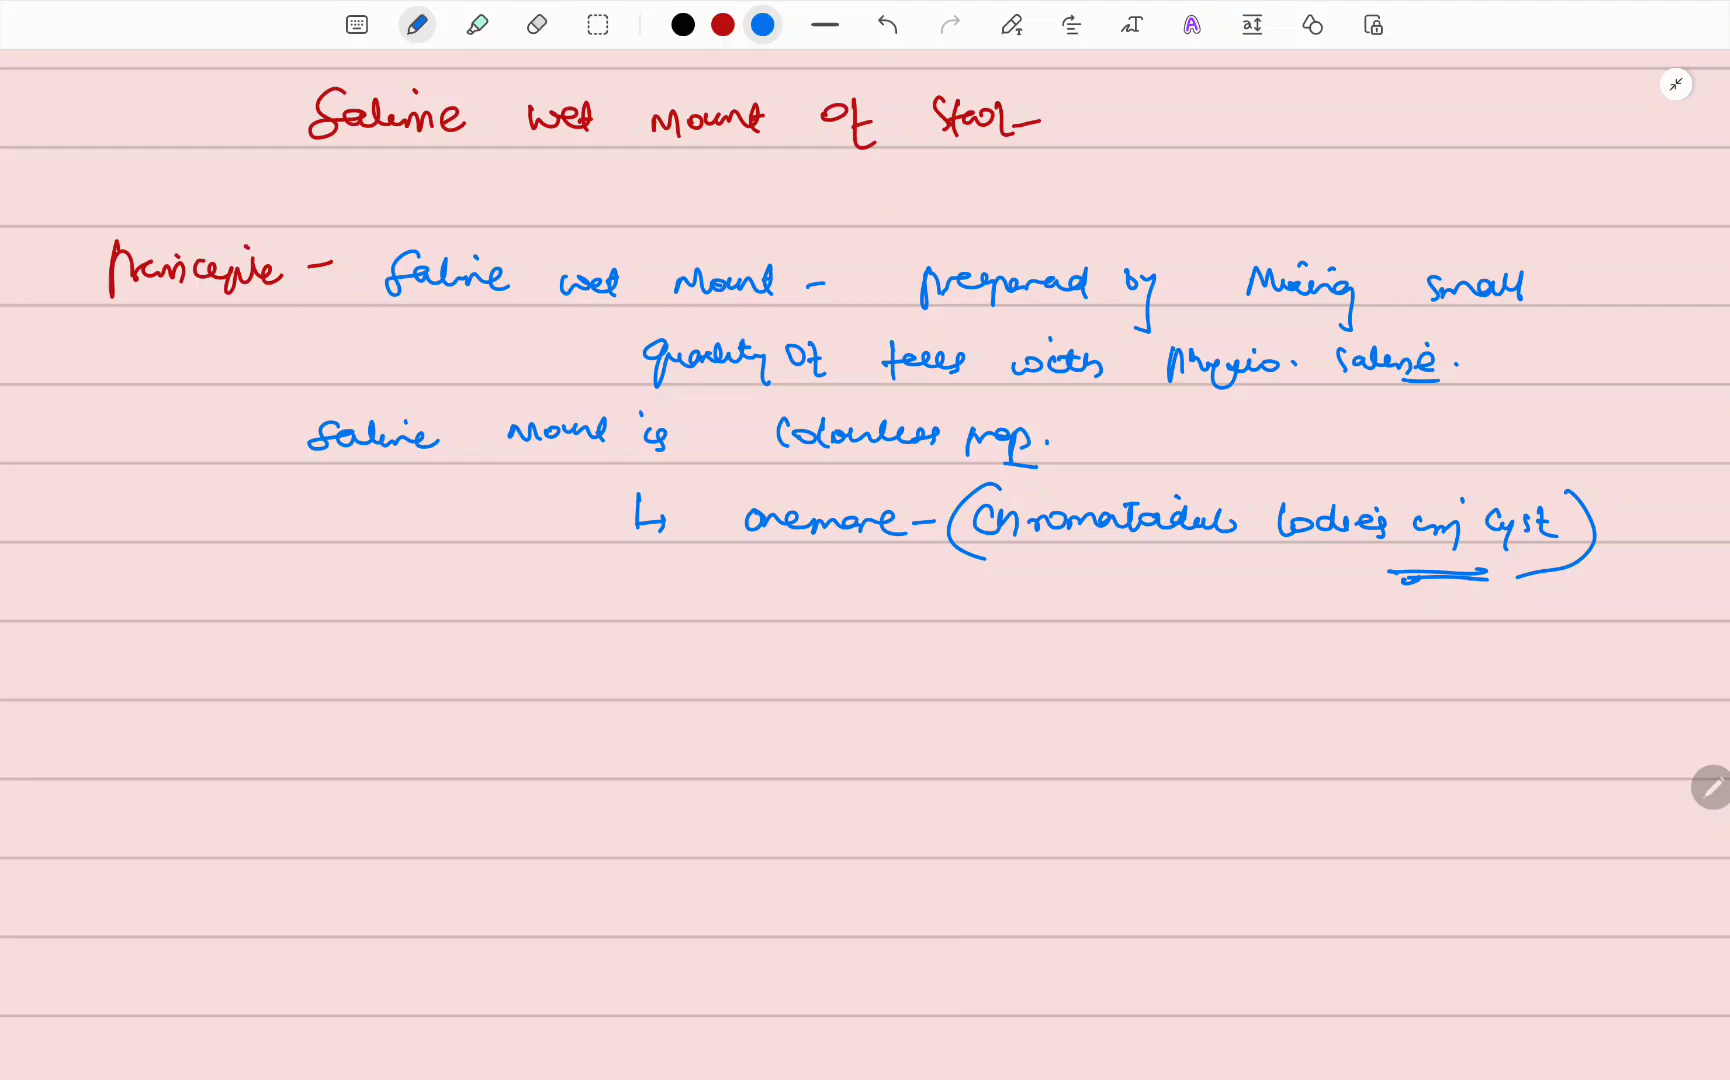 Saline wet mount of stool-
Principle - Saline wet mount - prepared by Mixing small
quantity of feces with physio. saline.
Saline mount is Colourless prep.
↳ - (Chromatoidal bodies in cyst)